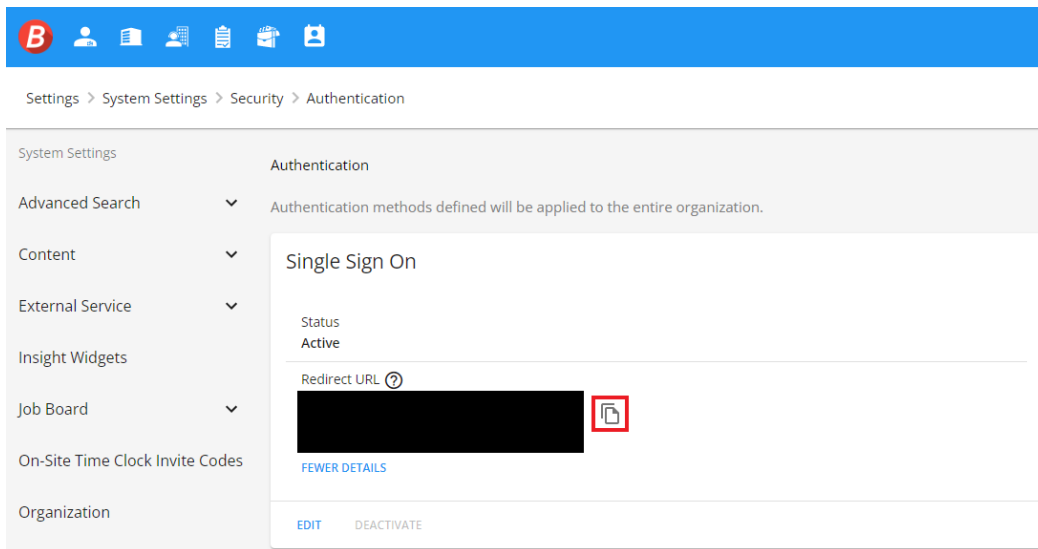 B
Settings > System Settings > Security > Authentication
System Settings
Advanced Search
Content
External Service
Insight Widgets
Job Board
On-Site Time Clock Invite Codes
Organization
Authentication
Authentication methods defined will be applied to the entire organization.
Single Sign On
Status
Active
Redirect URL ?
FEWER DETAILS
EDIT DEACTIVATE